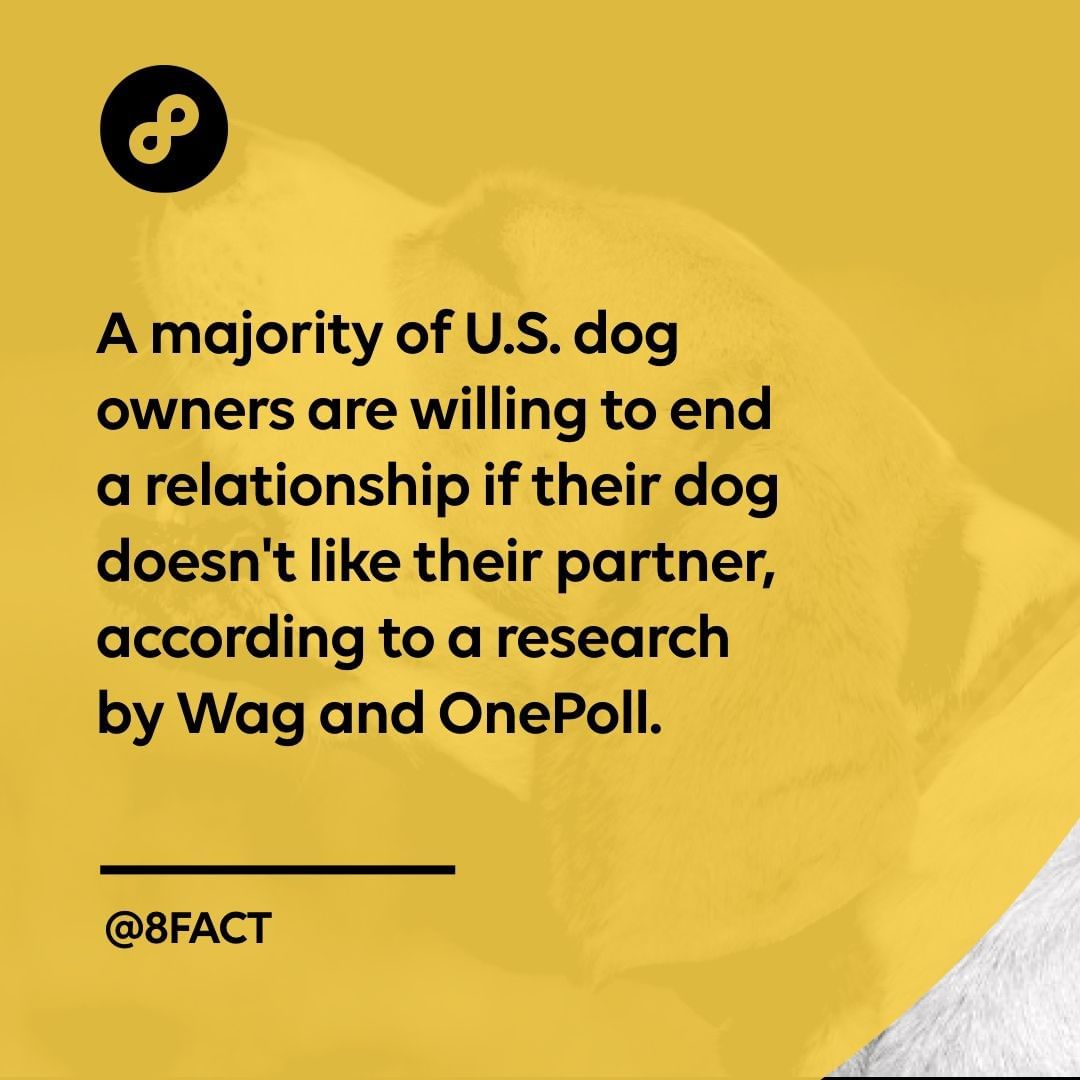 A majority of U.S. dog
owners are willing to end
a relationship if their dog
doesn't like their partner,
according to a research
by Wag and OnePoll.
@8FACT